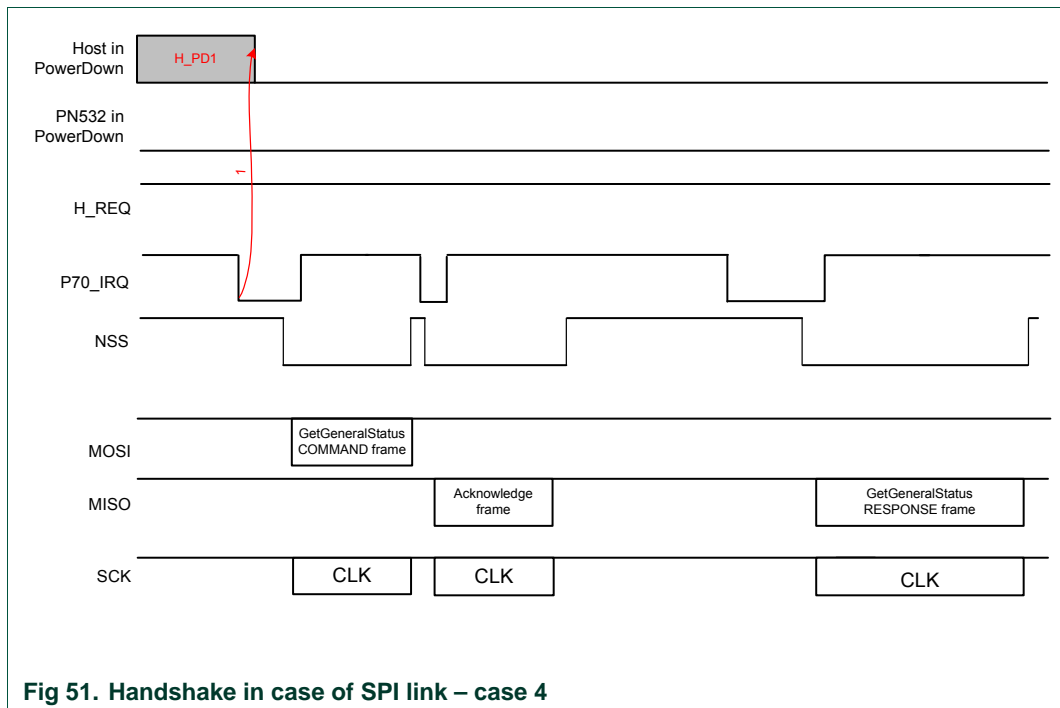 Host in
PowerDown
H_PD1
PN532 in
PowerDown
1
H_REQ
P70_IRQ
NSS
MOSI
GetGeneralStatus
COMMAND frame
MISO
Acknowledge
frame
GetGeneralStatus
RESPONSE frame
SCK
CLK
CLK
CLK
Fig 51. Handshake in case of SPI link – case 4